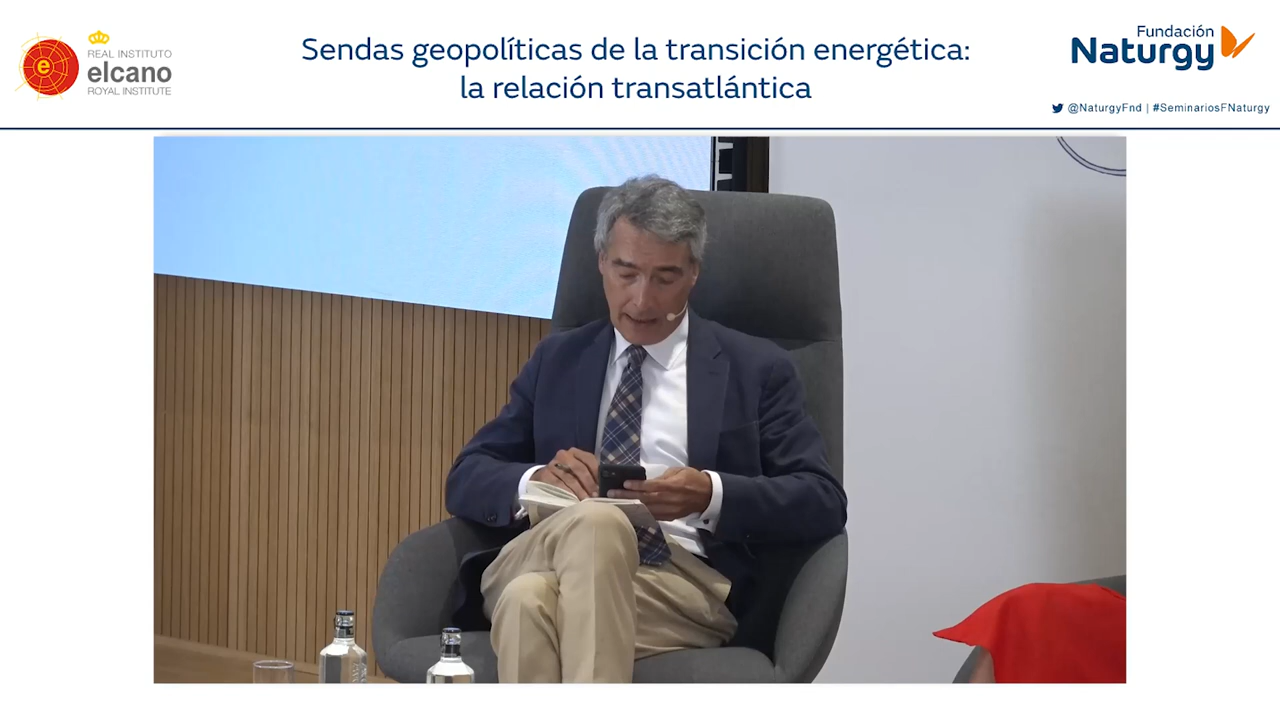 REAL INSTITUTO
elcano
ROYAL INSTITUTE
e
Sendas geopolíticas de la transición energética:
la relación transatlántica
Fundación
Naturgy
@NaturgyFnd | #SeminariosFNaturgy